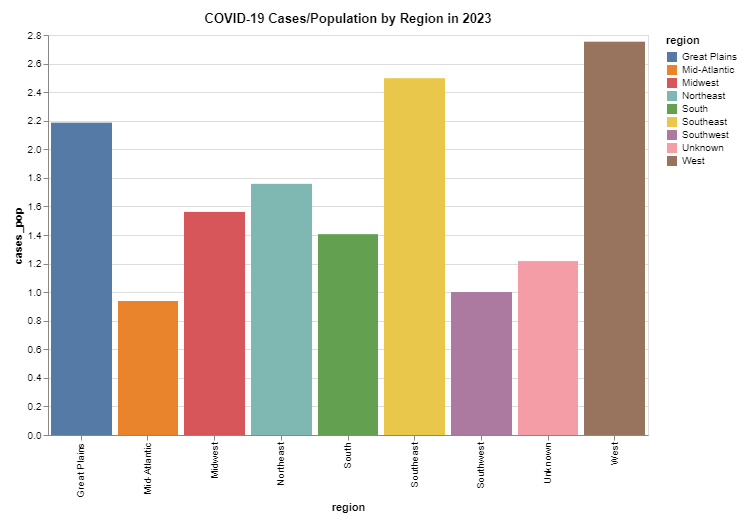 COVID-19 Cases/Population by Region in 2023
cases_pop
2.8
2.6
2.4
2.2
2.0
1.8
1.6
1.4
1.2
1.0
0.8
0.6
0.4
0.2
0.0
Great Plains
Mid-Atlantic
Midwest
Northeast
South
Southeast
Southwest
Unknown
West
region
region
Great Plains
Mid-Atlantic
Midwest
Northeast
South
Southeast
Southwest
Unknown
West